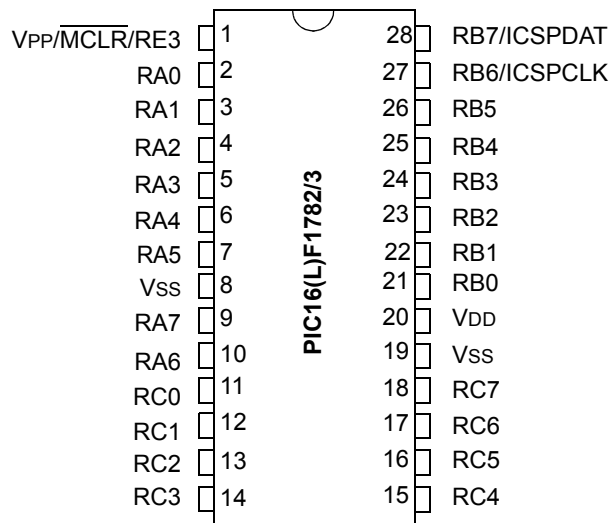 VPP/MCLR/RE3 1 28 RB7/ICSPDAT
RA0 2 27 RB6/ICSPCLK
RA1 3 26 RB5
RA2 4 25 RB4
RA3 5 24 RB3
RA4 6 23 RB2
RA5 7 22 RB1
VSS 8 21 RB0
RA7 9 20 VDD
RA6 10 19 VSS
RC0 11 18 RC7
RC1 12 17 RC6
RC2 13 16 RC5
RC3 14 15 RC4
PIC16(L)F1782/3